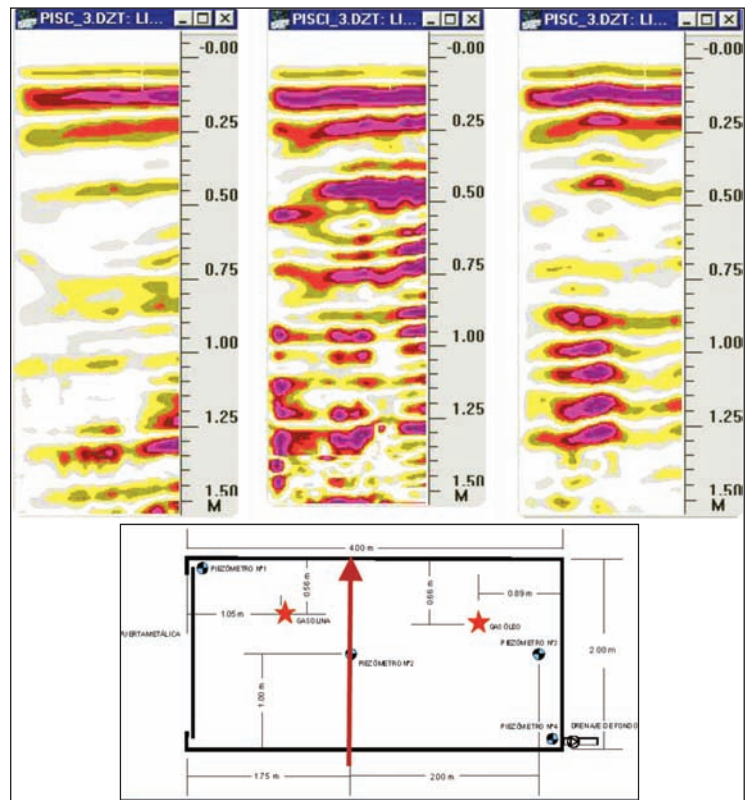 PISC_3.DZT: LI...
-0.00
0.25
0.50
0.75
1.00
1.25
1.50
M
PISCI_3.DZT: LI...
-0.00
0.25
0.50
0.75
1.00
1.25
1.50
M
PISC_3.DZT: LI...
-0.00
0.25
0.50
0.75
1.00
1.25
1.50
M
4.00 m
PIEZÓMETRO Nº1
0.56 m
0.66 m
0.89 m
1.05 m
GASOLINA
GASÓLEO
PUERTA METÁLICA
PIEZÓMETRO Nº2
PIEZÓMETRO Nº3
2.00 m
1.00 m
PIEZÓMETRO Nº4
DRENAJE DE FONDO
1.75 m
2.00 m